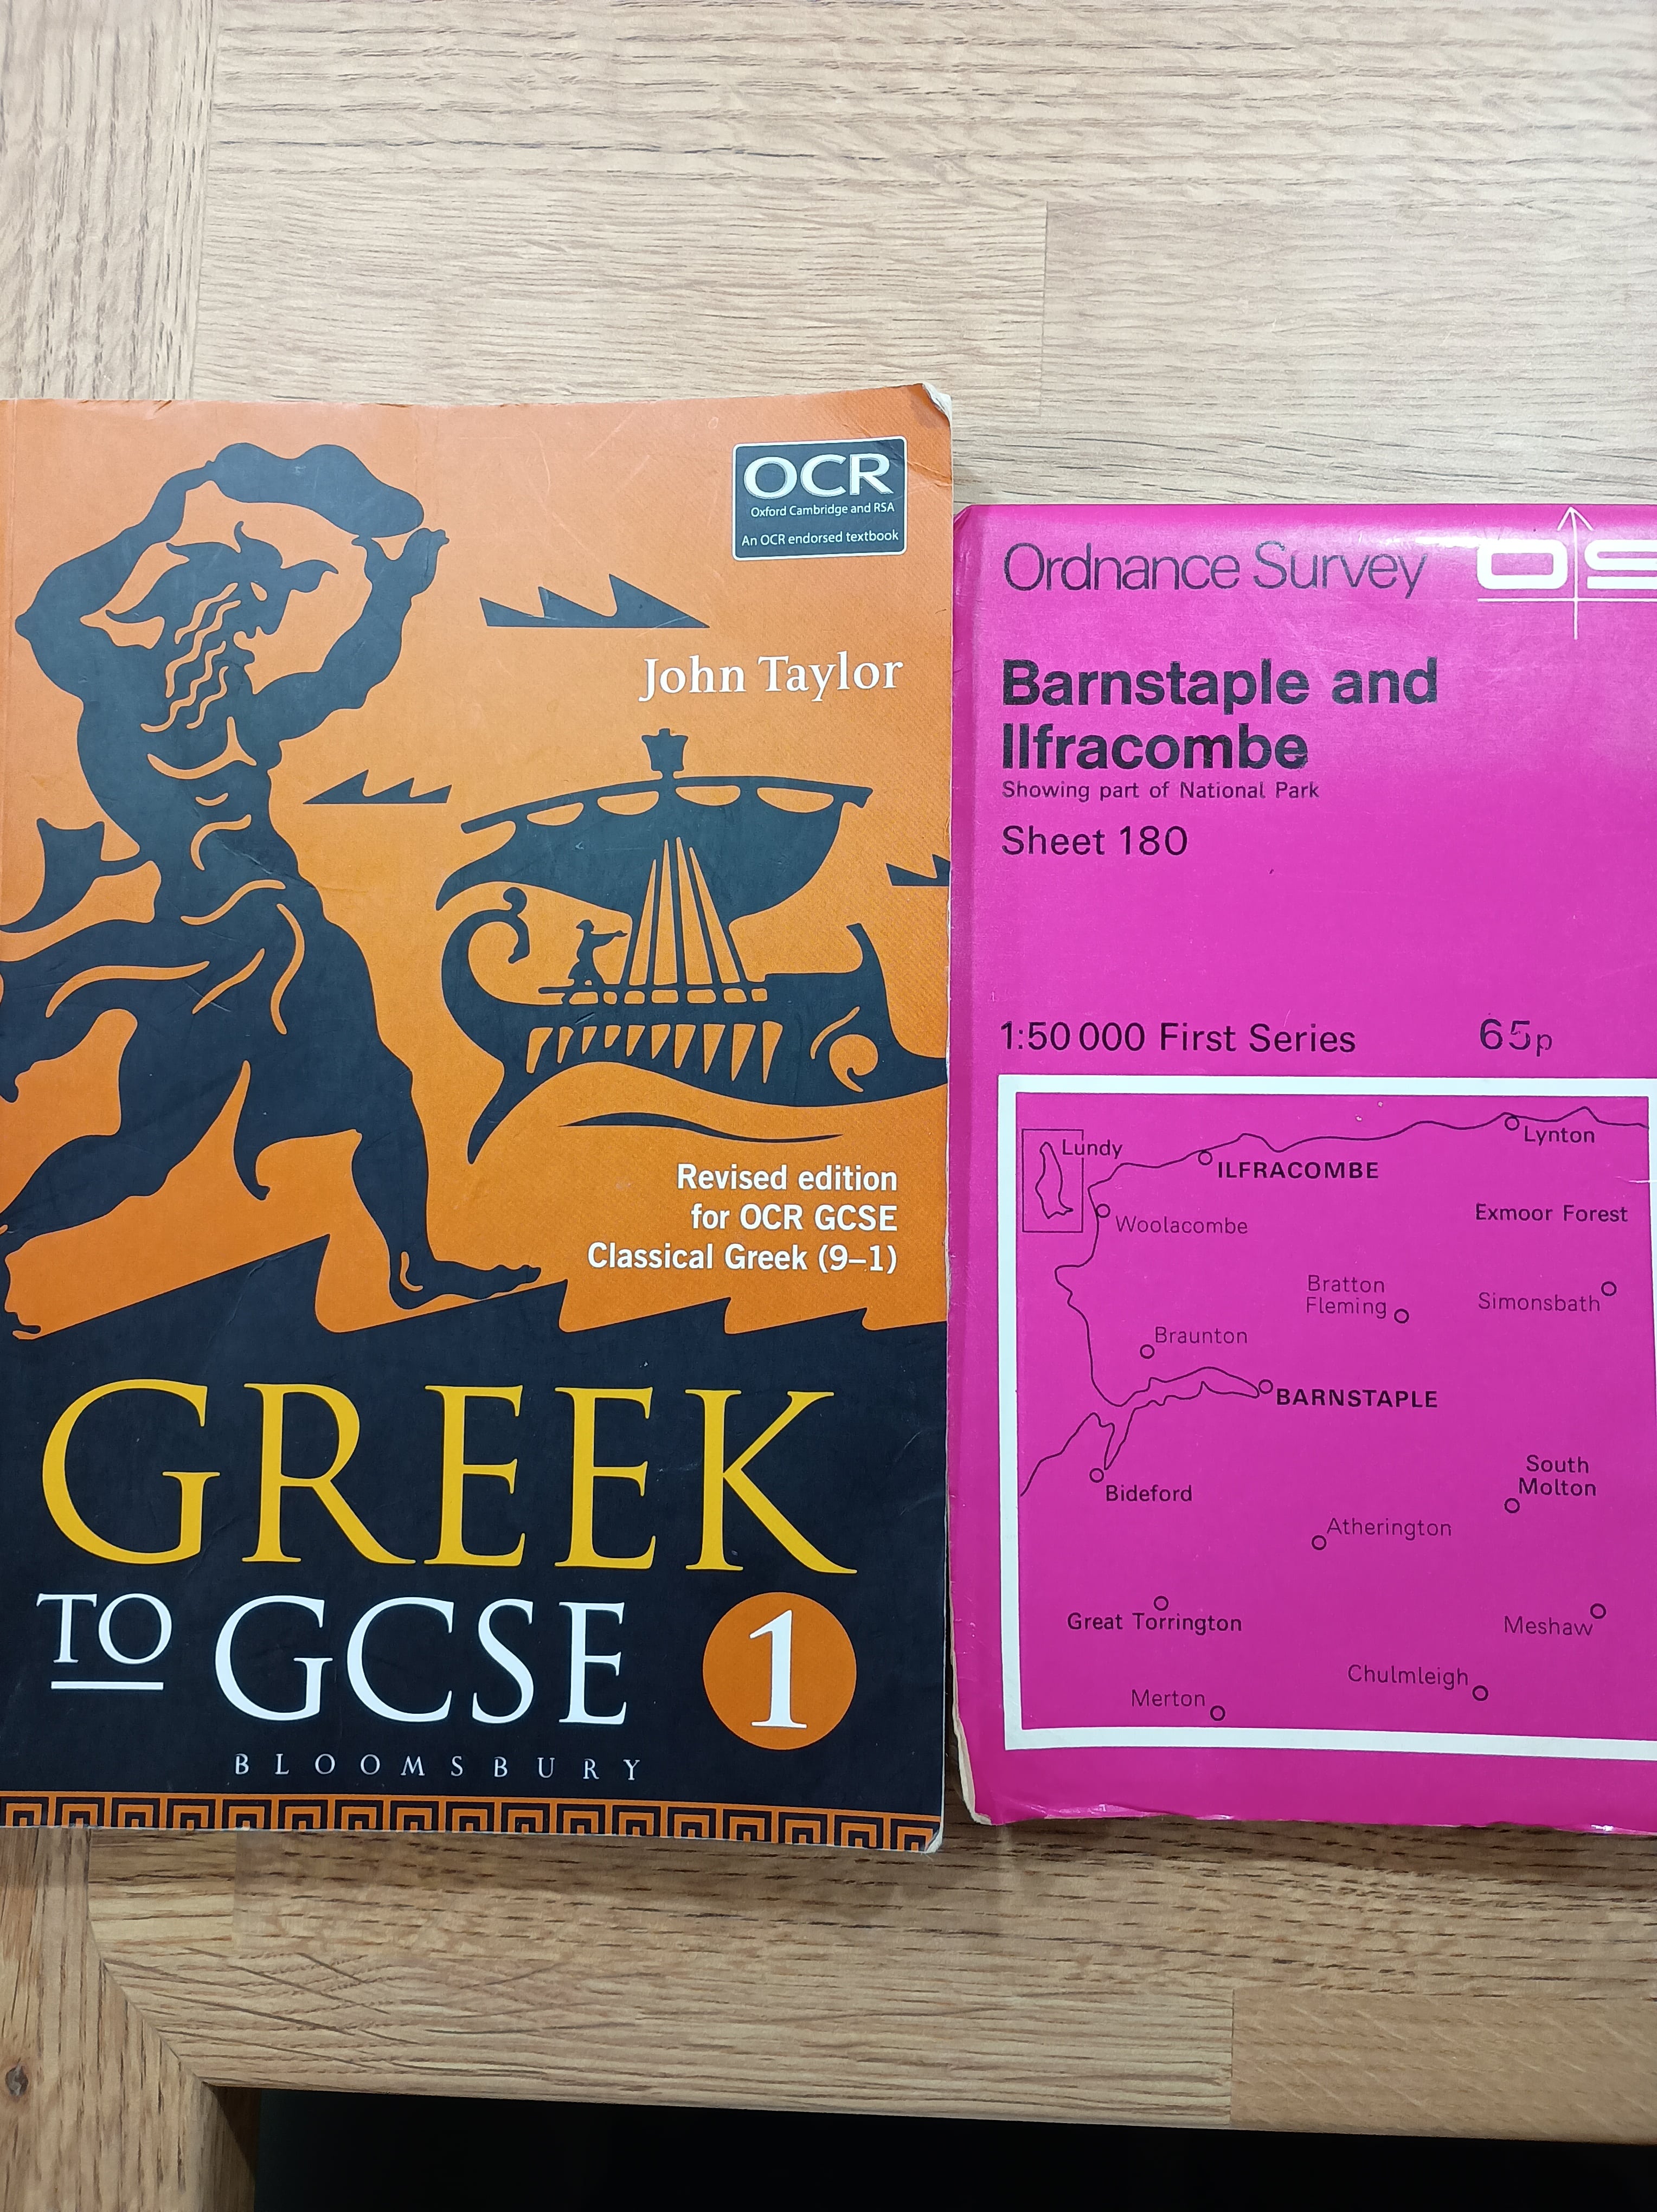 OCR
Oxford Cambridge and RSA
An OCR endorsed textbook
John Taylor
Revised edition
for OCR GCSE
Classical Greek (9–1)
GREEK
TO GCSE 1
BLOOMSBURY
Ordnance Survey OS
Barnstaple and
Ilfracombe
Showing part of National Park
Sheet 180
1:50 000 First Series 65p
Lynton
Lundy
ILFRACOMBE
Woolacombe
Exmoor Forest
Bratton
Fleming
Simonsbath
Braunton
BARNSTAPLE
South
Molton
Bideford
Atherington
Great Torrington
Meshaw
Chulmleigh
Merton